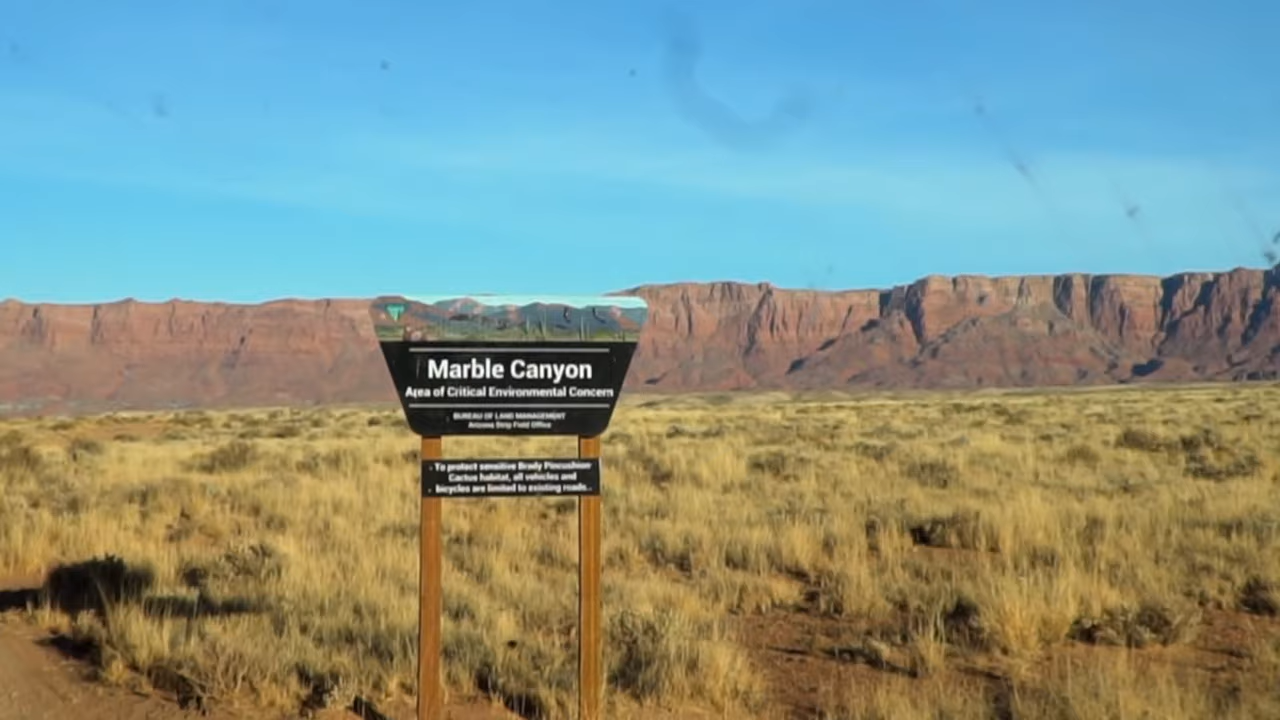 Marble Canyon
Area of Critical Environmental Concern
BUREAU OF LAND MANAGEMENT
Arizona Strip Field Office
To protect sensitive Brady Pincushion
Cactus habitat, all vehicles and
bicycles are limited to existing roads.